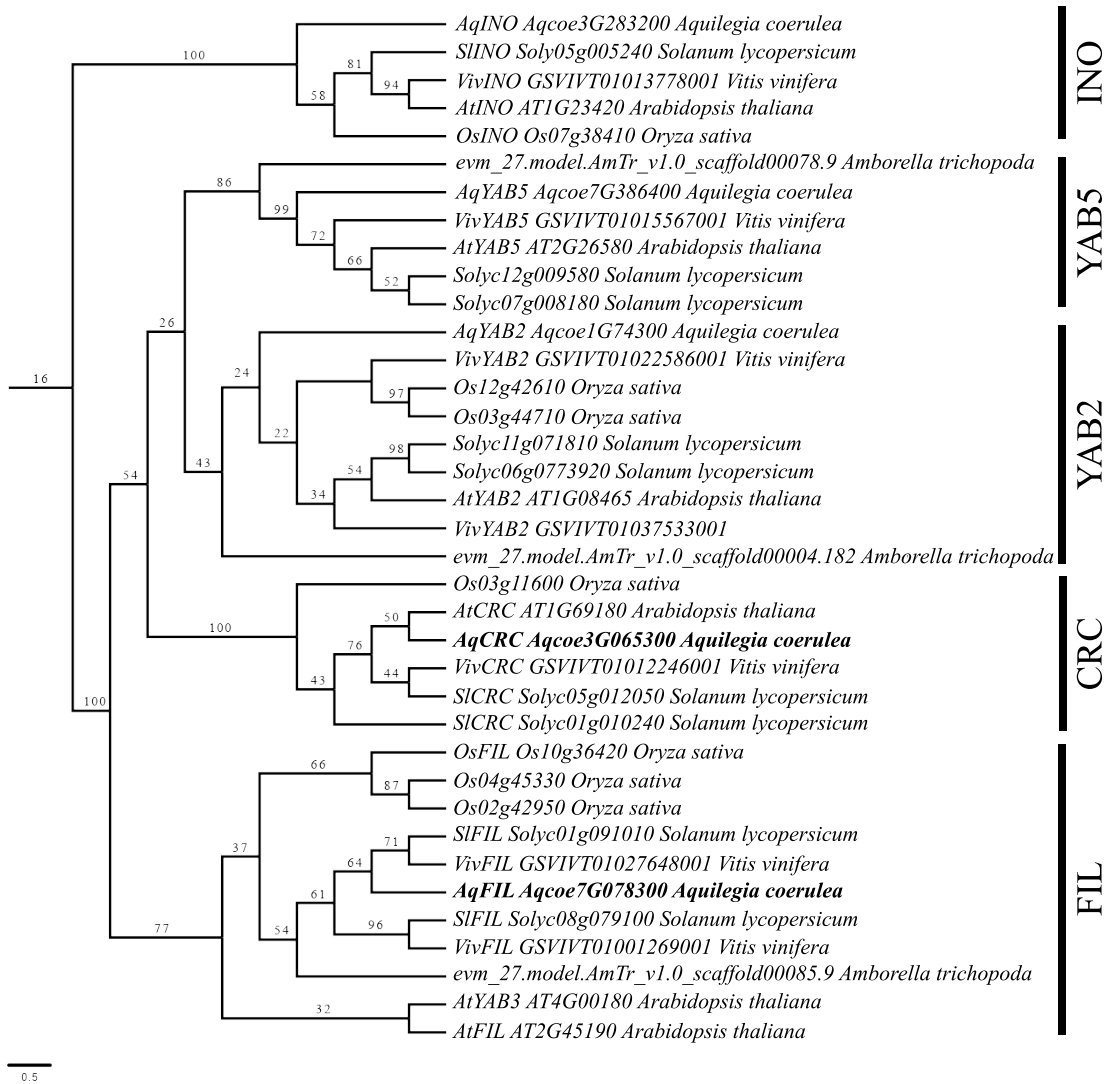 AqINO Aqcoe3G283200 Aquilegia coerulea
SlINO Soly05g005240 Solanum lycopersicum
100
81
VivINO GSVIVT01013778001 Vitis vinifera
94
58
AtINO AT1G23420 Arabidopsis thaliana
OsINO Os07g38410 Oryza sativa
INO
evm_27.model.AmTr_v1.0_scaffold00078.9 Amborella trichopoda
86
AqYAB5 Aqcoe7G386400 Aquilegia coerulea
99
VivYAB5 GSVIVT01015567001 Vitis vinifera
72
AtYAB5 AT2G26580 Arabidopsis thaliana
66
Solyc12g009580 Solanum lycopersicum
52
Solyc07g008180 Solanum lycopersicum
YAB5
26
AqYAB2 Aqcoe1G74300 Aquilegia coerulea
VivYAB2 GSVIVT01022586001 Vitis vinifera
16
24
Os12g42610 Oryza sativa
97
Os03g44710 Oryza sativa
22
Solyc11g071810 Solanum lycopersicum
98
43
54
Solyc06g0773920 Solanum lycopersicum
54
AtYAB2 AT1G08465 Arabidopsis thaliana
34
VivYAB2 GSVIVT01037533001
evm_27.model.AmTr_v1.0_scaffold00004.182 Amborella trichopoda
YAB2
Os03g11600 Oryza sativa
AtCRC AT1G69180 Arabidopsis thaliana
50
100
AqCRC Aqcoe3G065300 Aquilegia coerulea
76
VivCRC GSVIVT01012246001 Vitis vinifera
44
43
SlCRC Solyc05g012050 Solanum lycopersicum
100
SlCRC Solyc01g010240 Solanum lycopersicum
CRC
OsFIL Os10g36420 Oryza sativa
66
Os04g45330 Oryza sativa
87
Os02g42950 Oryza sativa
SlFIL Solyc01g091010 Solanum lycopersicum
71
37
VivFIL GSVIVT01027648001 Vitis vinifera
64
AqFIL Aqcoe7G078300 Aquilegia coerulea
61
SlFIL Solyc08g079100 Solanum lycopersicum
96
77
54
VivFIL GSVIVT01001269001 Vitis vinifera
evm_27.model.AmTr_v1.0_scaffold00085.9 Amborella trichopoda
AtYAB3 AT4G00180 Arabidopsis thaliana
32
AtFIL AT2G45190 Arabidopsis thaliana
FIL
0.5